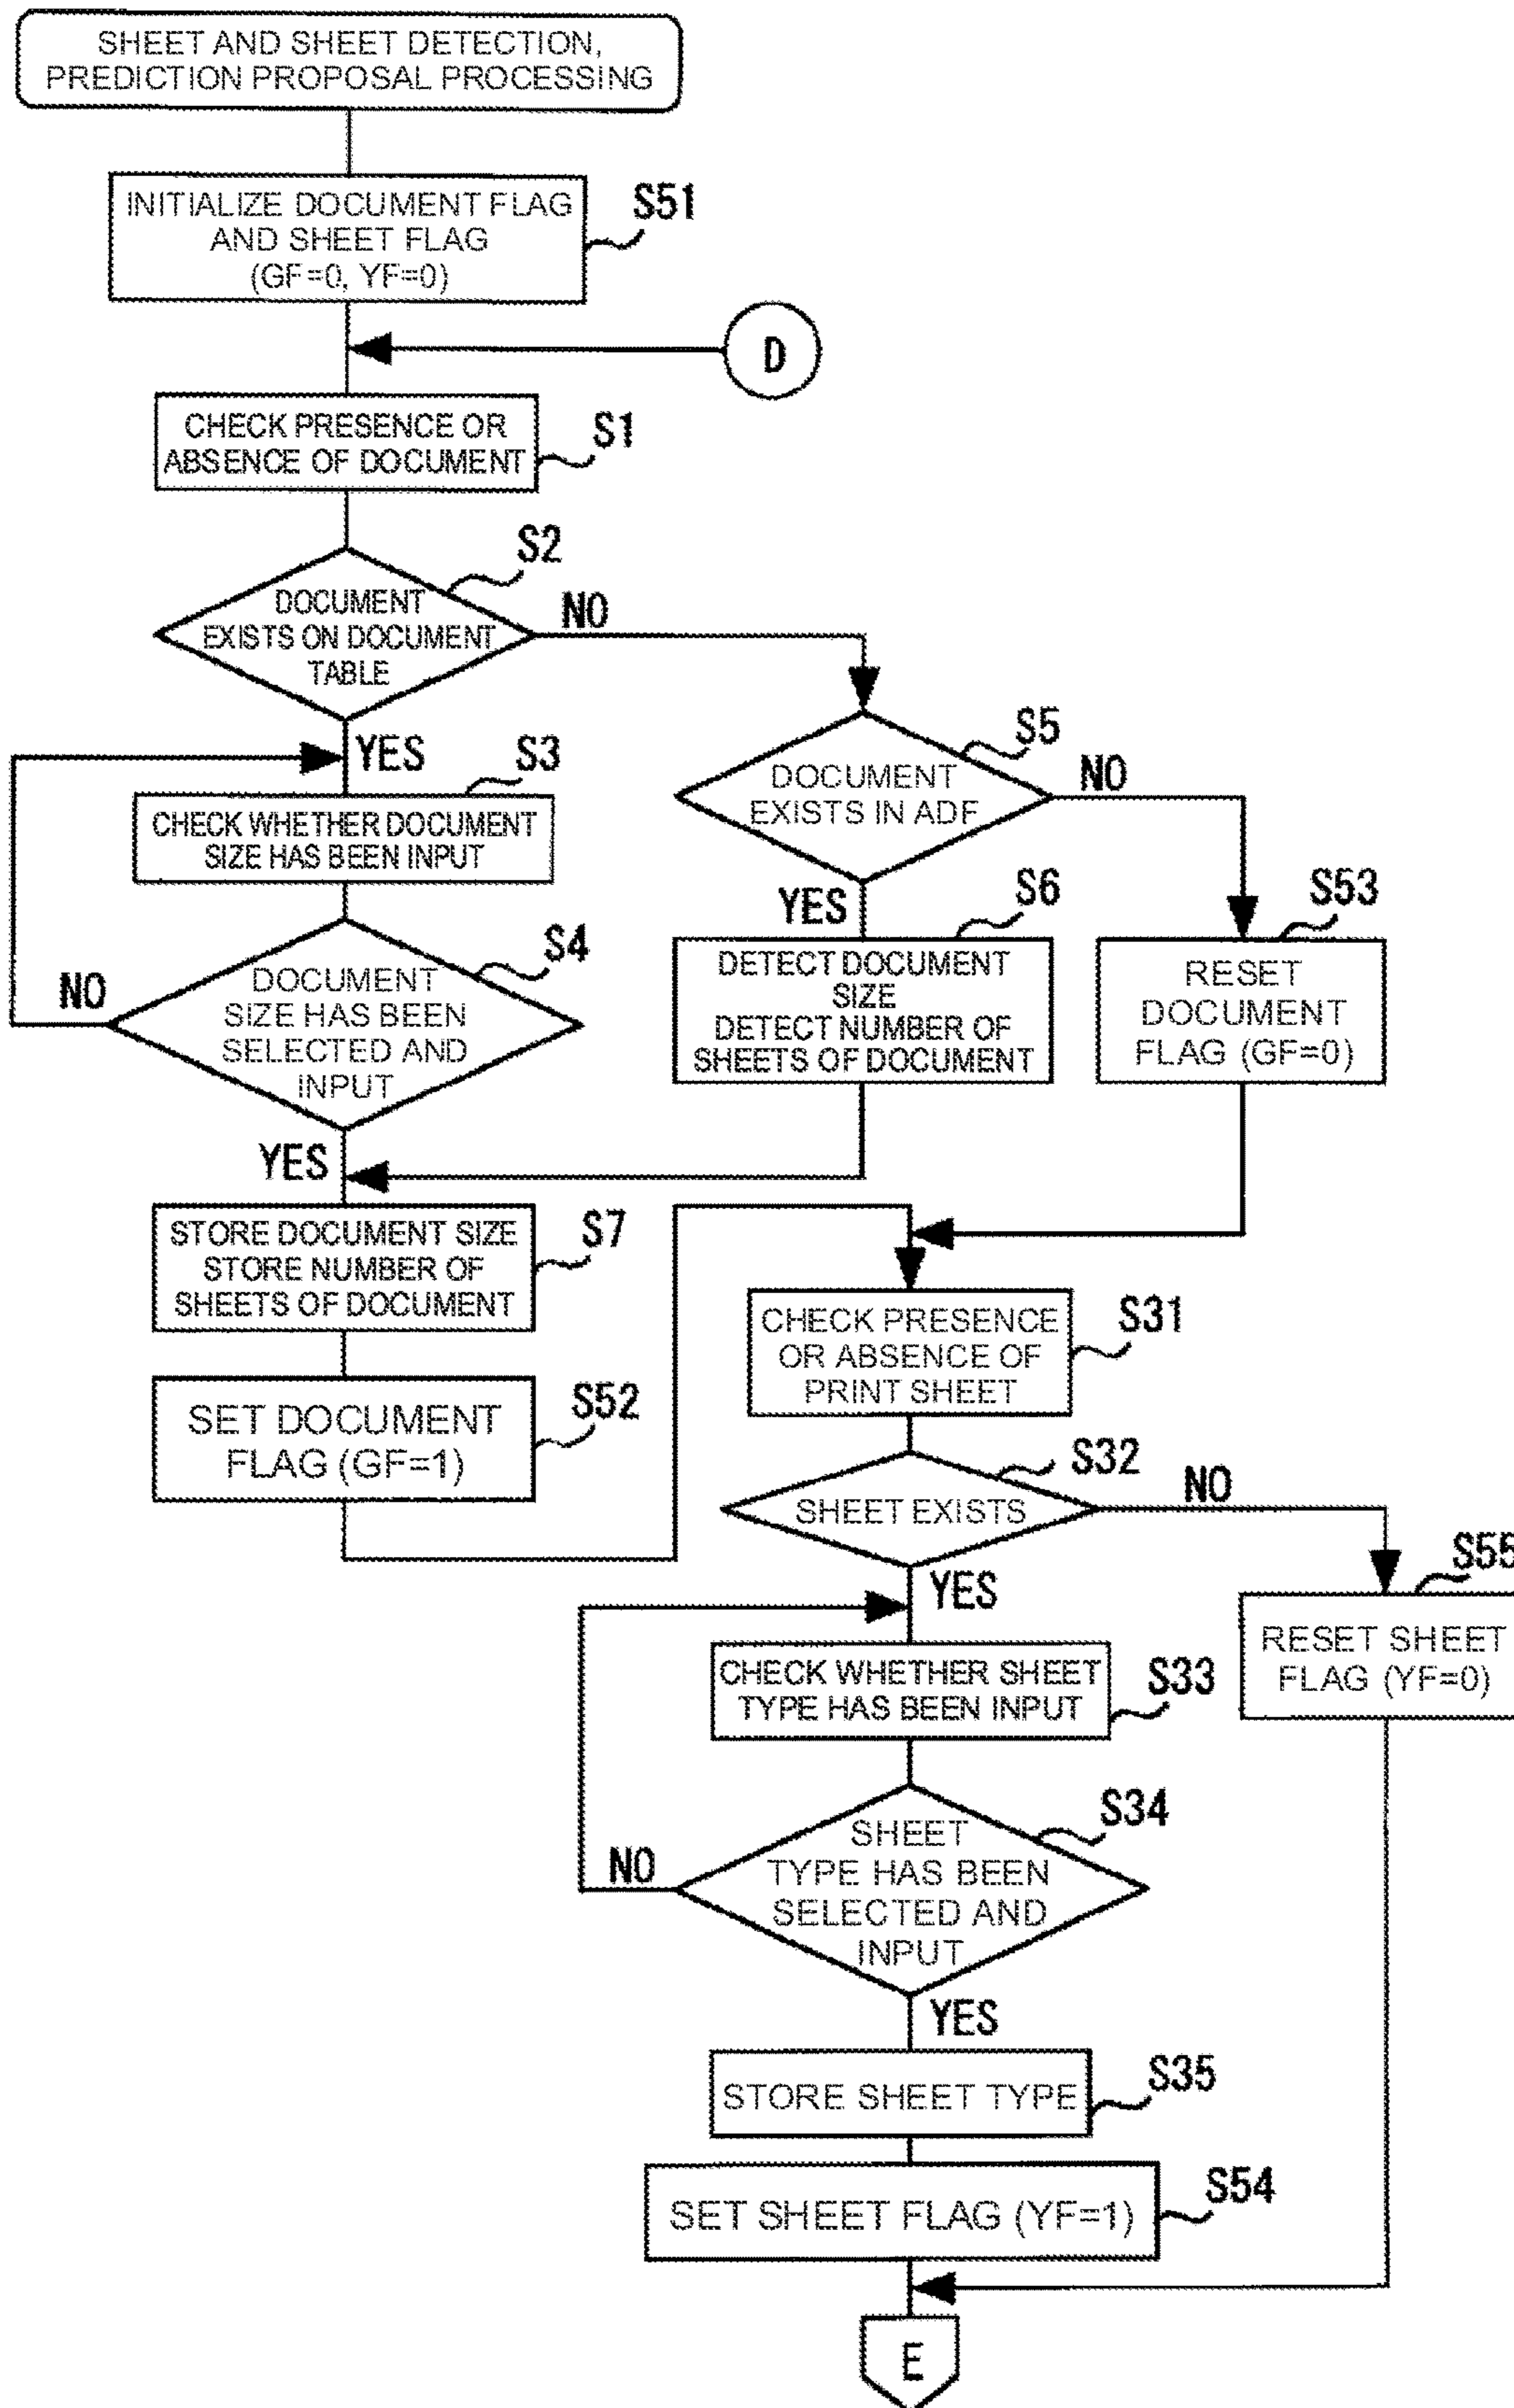 SHEET AND SHEET DETECTION,
PREDICTION PROPOSAL PROCESSING
INITIALIZE DOCUMENT FLAG
AND SHEET FLAG
(GF=0, YF=0)
S51
D
CHECK PRESENCE OR
ABSENCE OF DOCUMENT
S1
S2
DOCUMENT
EXISTS ON DOCUMENT
TABLE
NO
YES
S3
CHECK WHETHER DOCUMENT
SIZE HAS BEEN INPUT
S5
DOCUMENT
EXISTS IN ADF
NO
YES
S4
DOCUMENT
SIZE HAS BEEN
SELECTED AND
INPUT
NO
YES
S6
DETECT DOCUMENT
SIZE
DETECT NUMBER OF
SHEETS OF DOCUMENT
S53
RESET
DOCUMENT
FLAG (GF=0)
STORE DOCUMENT SIZE
STORE NUMBER OF
SHEETS OF DOCUMENT
S7
SET DOCUMENT
FLAG (GF=1)
S52
CHECK PRESENCE
OR ABSENCE OF
PRINT SHEET
S31
S32
SHEET EXISTS
NO
YES
S55
RESET SHEET
FLAG (YF=0)
CHECK WHETHER SHEET
TYPE HAS BEEN INPUT
S33
S34
SHEET
TYPE HAS BEEN
SELECTED AND
INPUT
NO
YES
STORE SHEET TYPE
S35
SET SHEET FLAG (YF=1)
S54
E